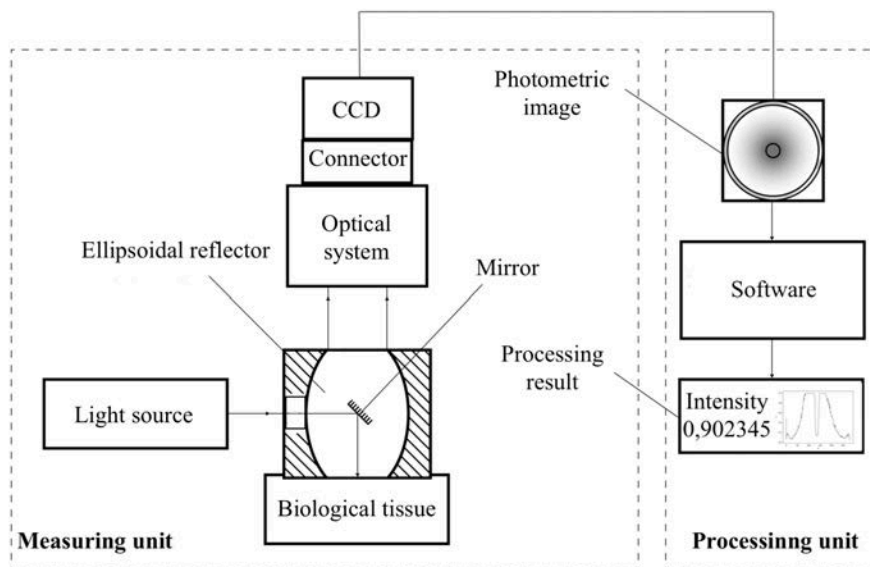 CCD
Connector
Optical
system
Ellipsoidal reflector
Mirror
Light source
Biological tissue
Measuring unit
Photometric
image
Software
Processing
result
Intensity
0,902345
Processinng unit